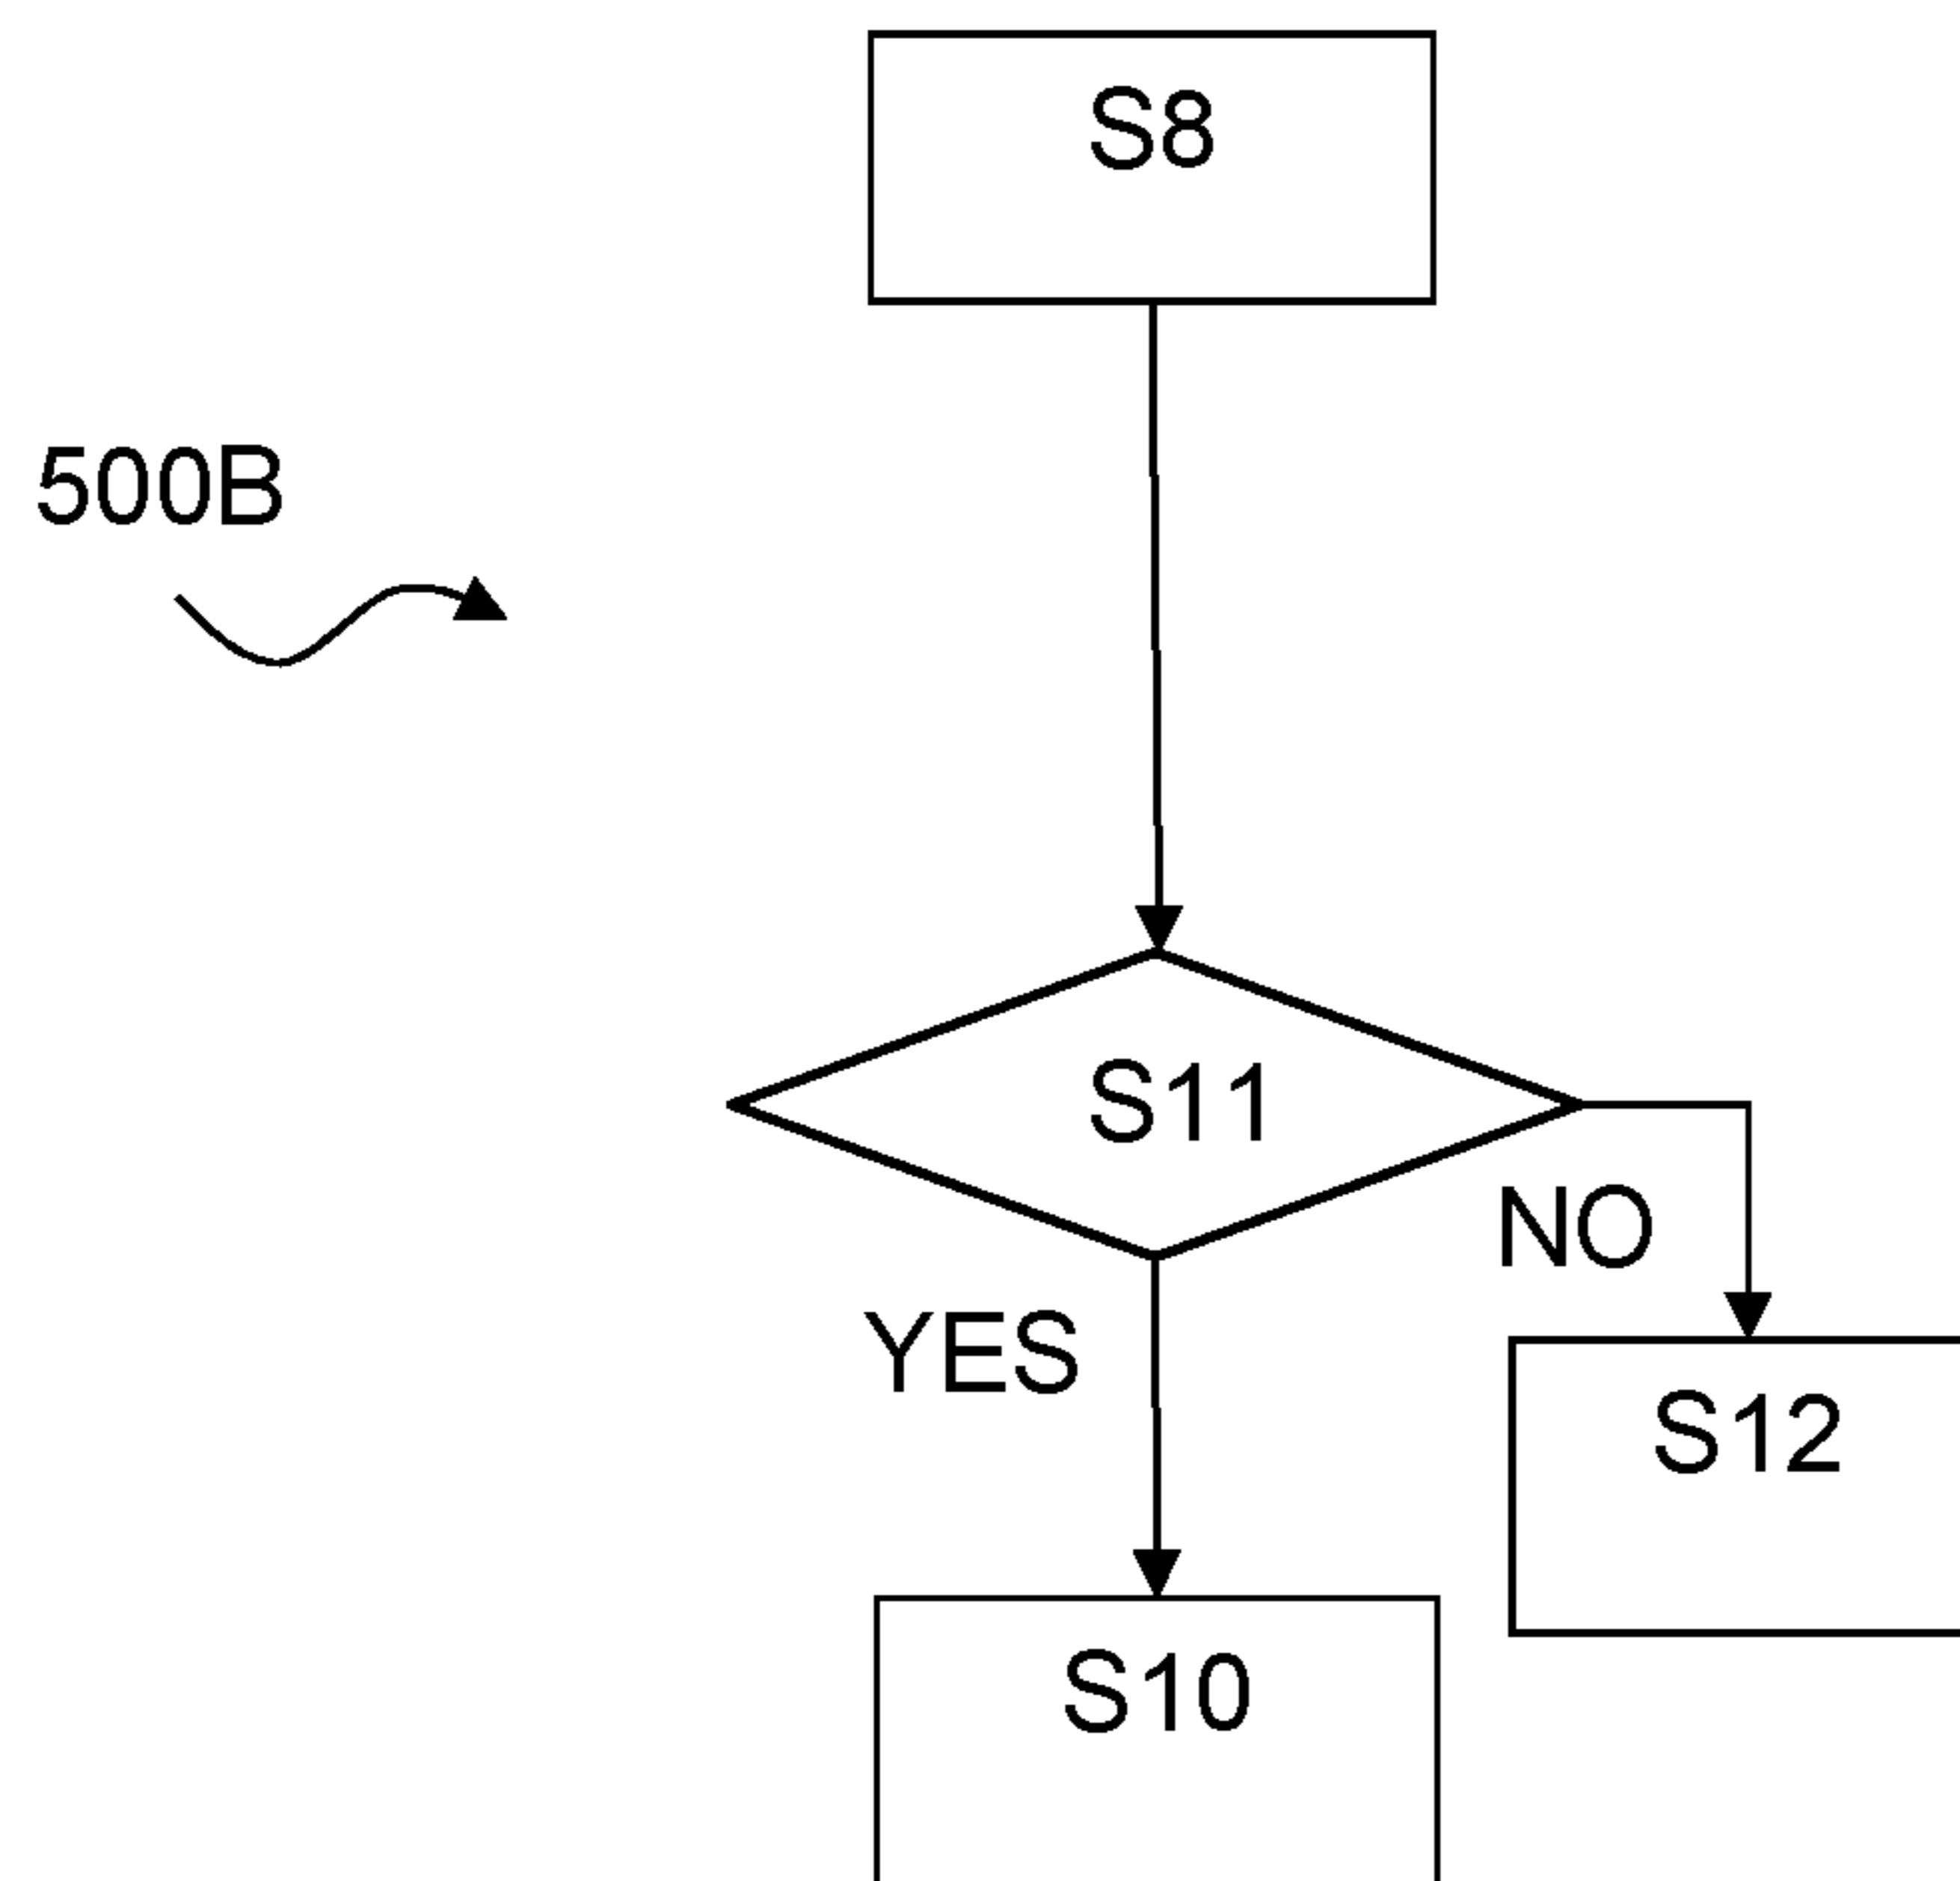 S8
500B
S11
NO
YES
S12
S10